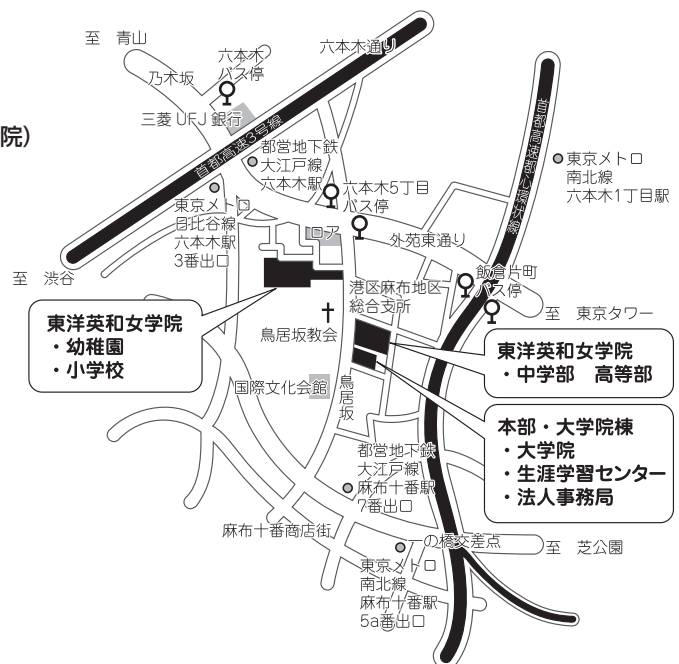 至　青山
六本木
バス停
六本木通り
乃木坂
三菱 UFJ 銀行
院）
首都高速3号線
都営地下鉄
大江戸線
六本木駅
首都高速都心環状線
東京メトロ
南北線
六本木1丁目駅
六本木5丁目
バス停
東京メトロ
日比谷線
六本木駅
3番出口
ロア
外苑東通り
至　渋谷
飯倉片町
バス停
港区麻布地区
総合支所
至　東京タワー
東洋英和女学院
・幼稚園
・小学校
鳥居坂教会
東洋英和女学院
・中学部　高等部
国際文化会館
鳥居坂
本部・大学院棟
・大学院
・生涯学習センター
・法人事務局
都営地下鉄
大江戸線
麻布十番駅
7番出口
麻布十番商店街
一の橋交差点
至　芝公園
東京メトロ
南北線
麻布十番駅
5a番出口